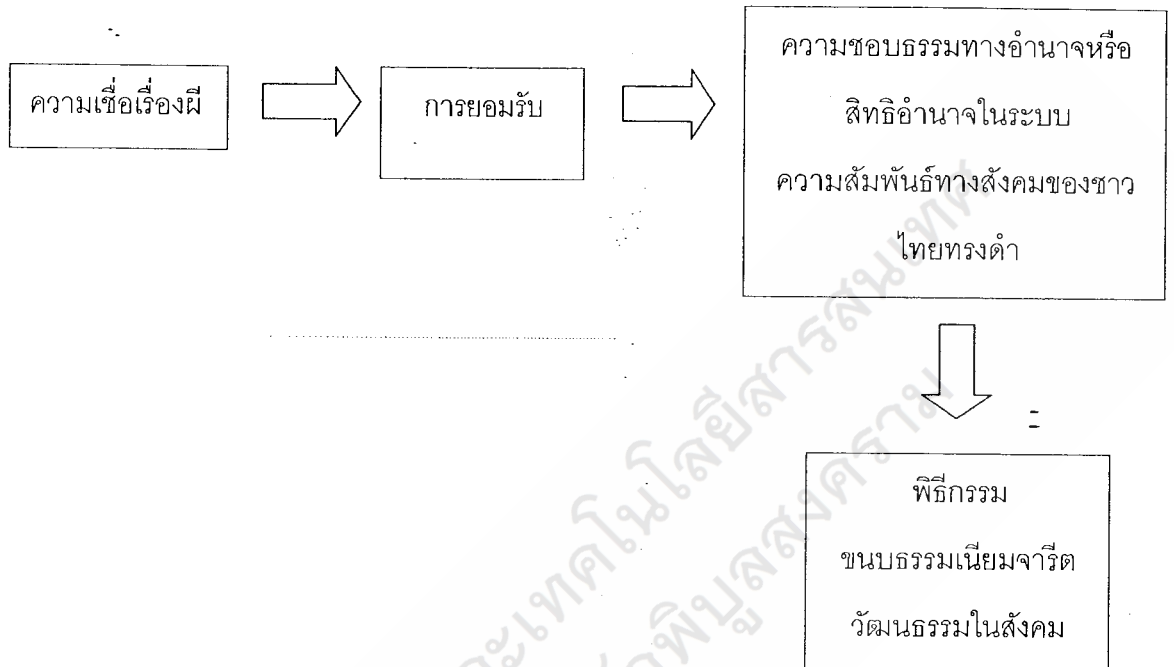 ความเชื่อเรื่องผี
การยอมรับ
ความชอบธรรมทางอำนาจหรือ
สิทธิอำนาจในระบบ
ความสัมพันธ์ทางสังคมของชาว
ไทยทรงดำ
พิธีกรรม
ขนบธรรมเนียมจารีต
วัฒนธรรมในสังคม